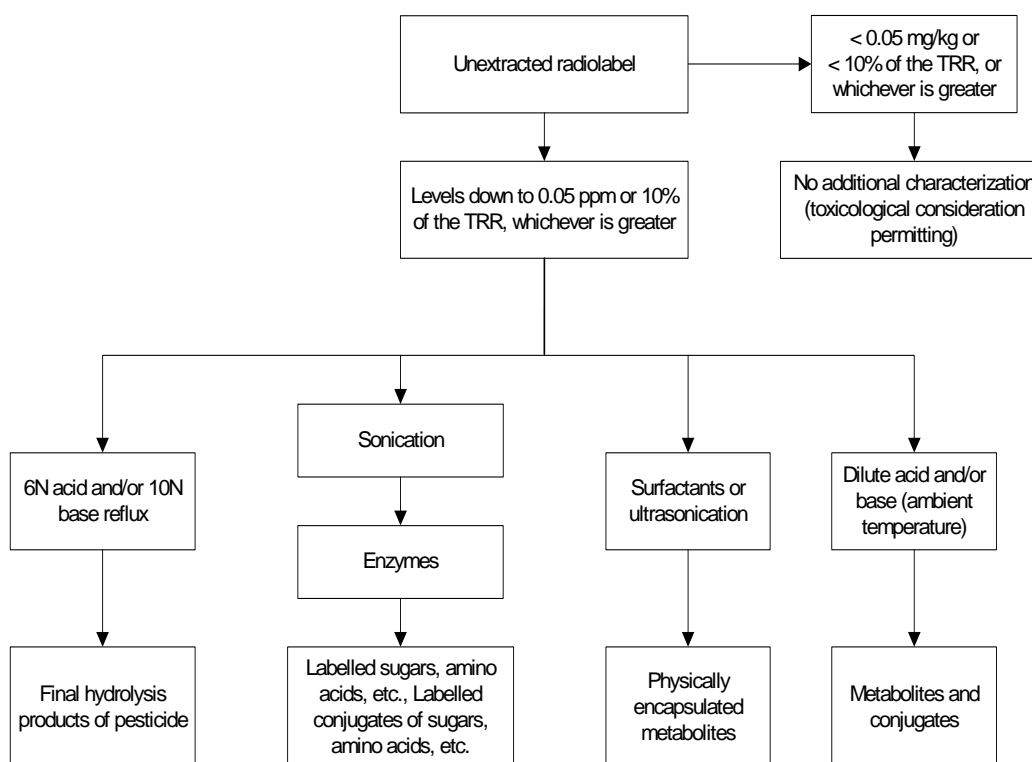 Unextracted radiolabel
< 0.05 mg/kg or
< 10% of the TRR, or
whichever is greater
Levels down to 0.05 ppm or 10%
of the TRR, whichever is greater
No additional characterization
(toxicological consideration
permitting)
6N acid and/or 10N
base reflux
Sonication
Enzymes
Surfactants or
ultrasonication
Dilute acid and/or
base (ambient
temperature)
Final hydrolysis
products of pesticide
Labelled sugars, amino
acids, etc., Labelled
conjugates of sugars,
amino acids, etc.
Physically
encapsulated
metabolites
Metabolites and
conjugates